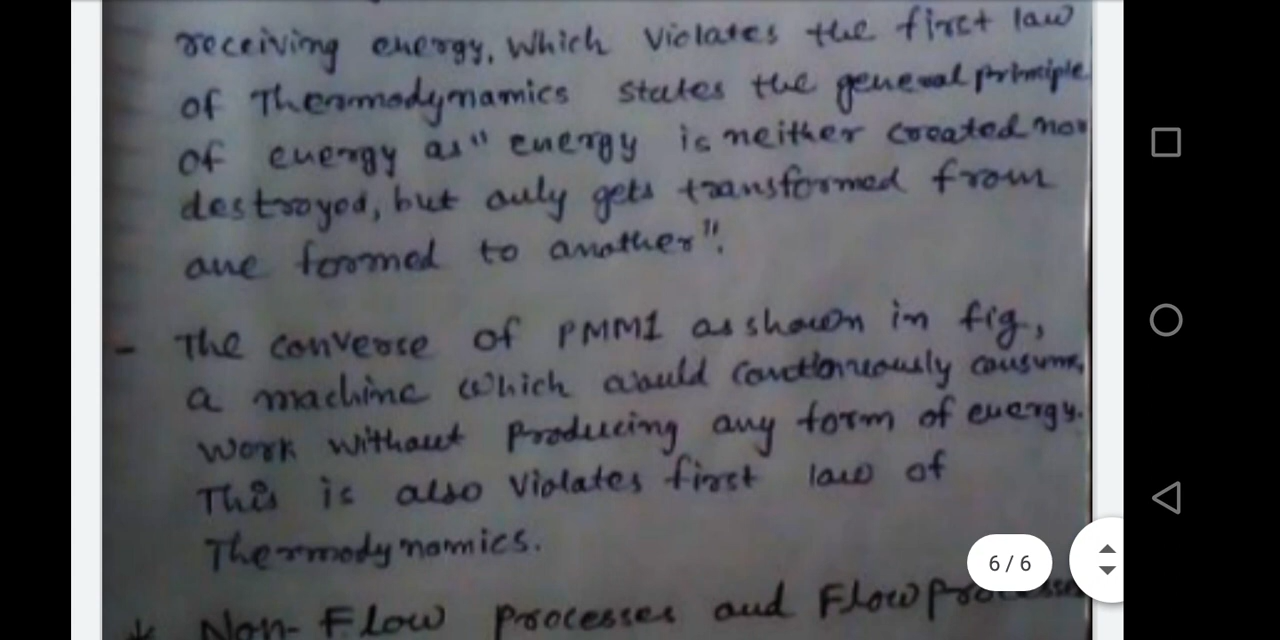 receiving energy, which violates the first law
of Thermodynamics states the general principle
of energy as" energy is neither created nor
destroyed, but only gets transformed from
one formed to another".
- The converse of PMM1 as shown in fig,
a machine which would continuously consume
work without producing any form of energy.
This is also violates first law of
Thermodynamics.
6/6
* Non-Flow processes and Flow processes